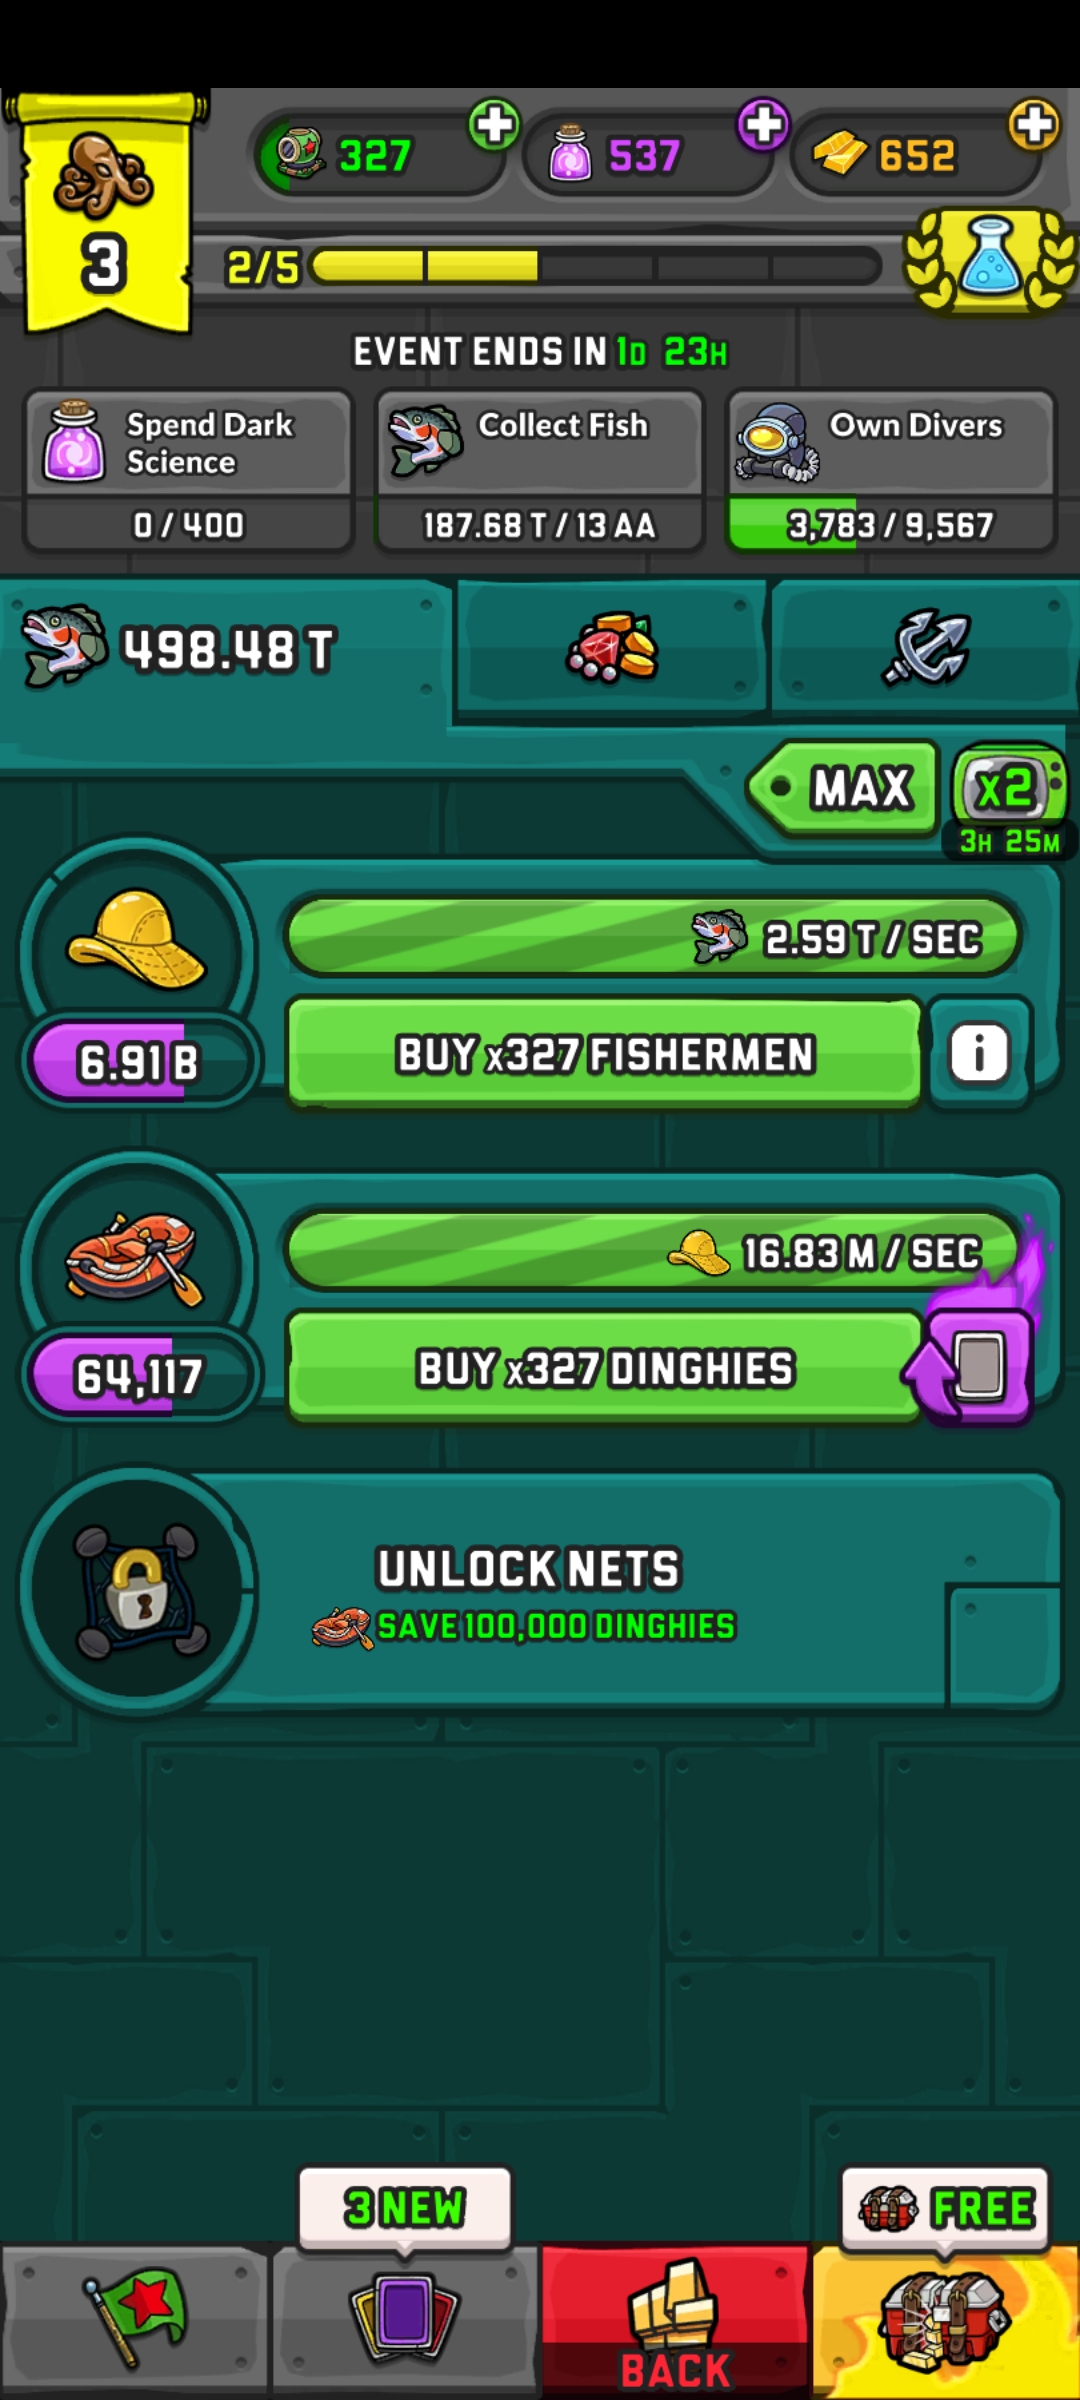 327
537
652
3
2/5
EVENT ENDS IN 1D 23H
Spend Dark
Science
0/400
Collect Fish
187.68 T/13 AA
Own Divers
3,783/9,567
498.48 T
MAX
x2
3H 25M
2.59 T/SEC
6.91 B
BUY x327 FISHERMEN
i
16.83 M/SEC
64,117
BUY x327 DINGHIES
UNLOCK NETS
SAVE 100,000 DINGHIES
3 NEW
FREE
BACK